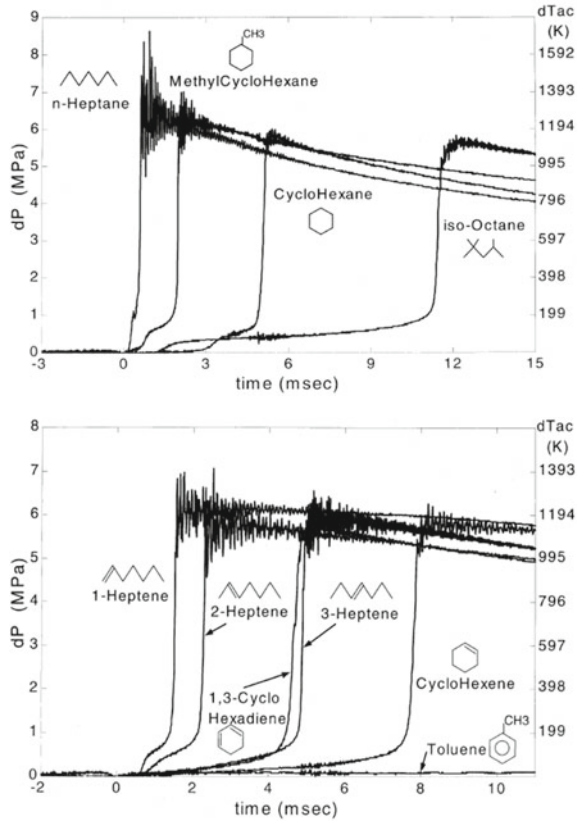 dTac
(K)
9
8
7
6
5
4
3
2
1
0
dP (MPa)
1592
1393
1194
995
796
597
398
199
CH3
MethylCycloHexane
n-Heptane
CycloHexane
iso-Octane
-3
0
3
6
9
12
15
time (msec)
dTac
(K)
8
7
6
5
4
3
2
1
0
dP (MPa)
1393
1194
995
796
597
398
199
1-Heptene
2-Heptene
3-Heptene
1,3-Cyclo
Hexadiene
CycloHexene
CH3
Toluene
-2
0
2
4
6
8
10
time (msec)